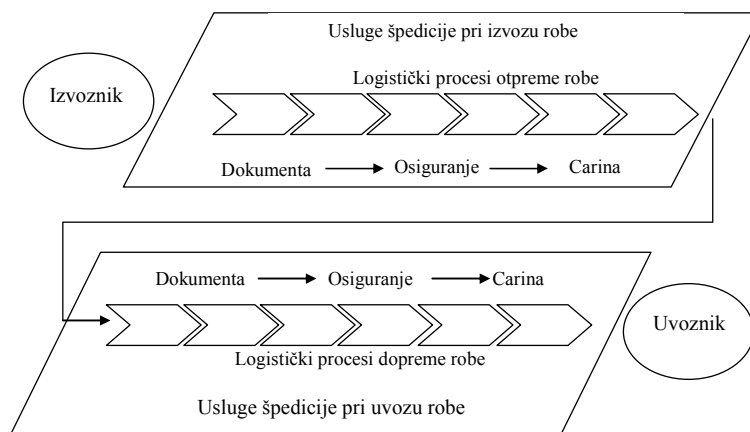 Usluge špedicije pri izvozu robe
Izvoznik
Logistički procesi otpreme robe
Dokumenta Osiguranje Carina
Dokumenta Osiguranje Carina
Uvoznik
Logistički procesi dopreme robe
Usluge špedicije pri uvozu robe